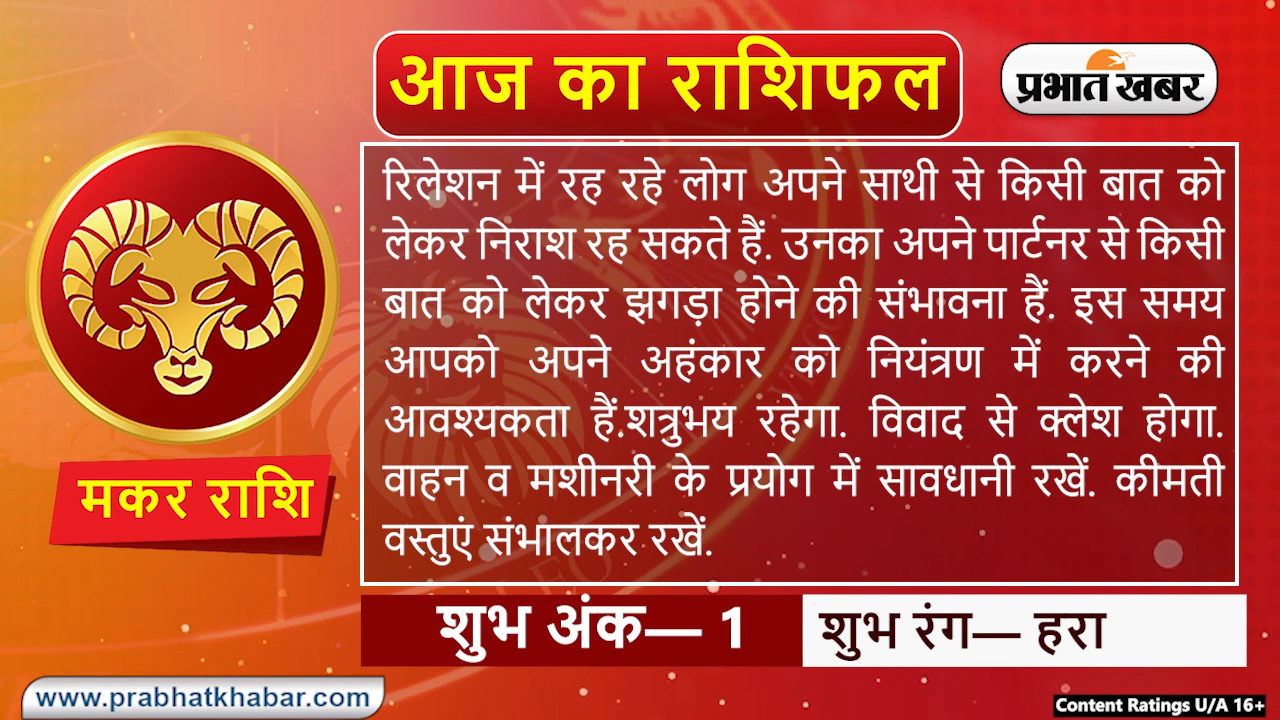 आज का राशिफल
प्रभात खबर
रिलेशन में रह रहे लोग अपने साथी से किसी बात को
लेकर निराश रह सकते हैं. उनका अपने पार्टनर से किसी
बात को लेकर झगड़ा होने की संभावना हैं. इस समय
आपको अपने अहंकार को नियंत्रण में करने की
आवश्यकता हैं.शत्रुभय रहेगा. विवाद से क्लेश होगा.
वाहन व मशीनरी के प्रयोग में सावधानी रखें. कीमती
वस्तुएं संभालकर रखें.
मकर राशि
शुभ अंक— 1
शुभ रंग— हरा
www.prabhatkhabar.com
Content Ratings U/A 16+
LEO